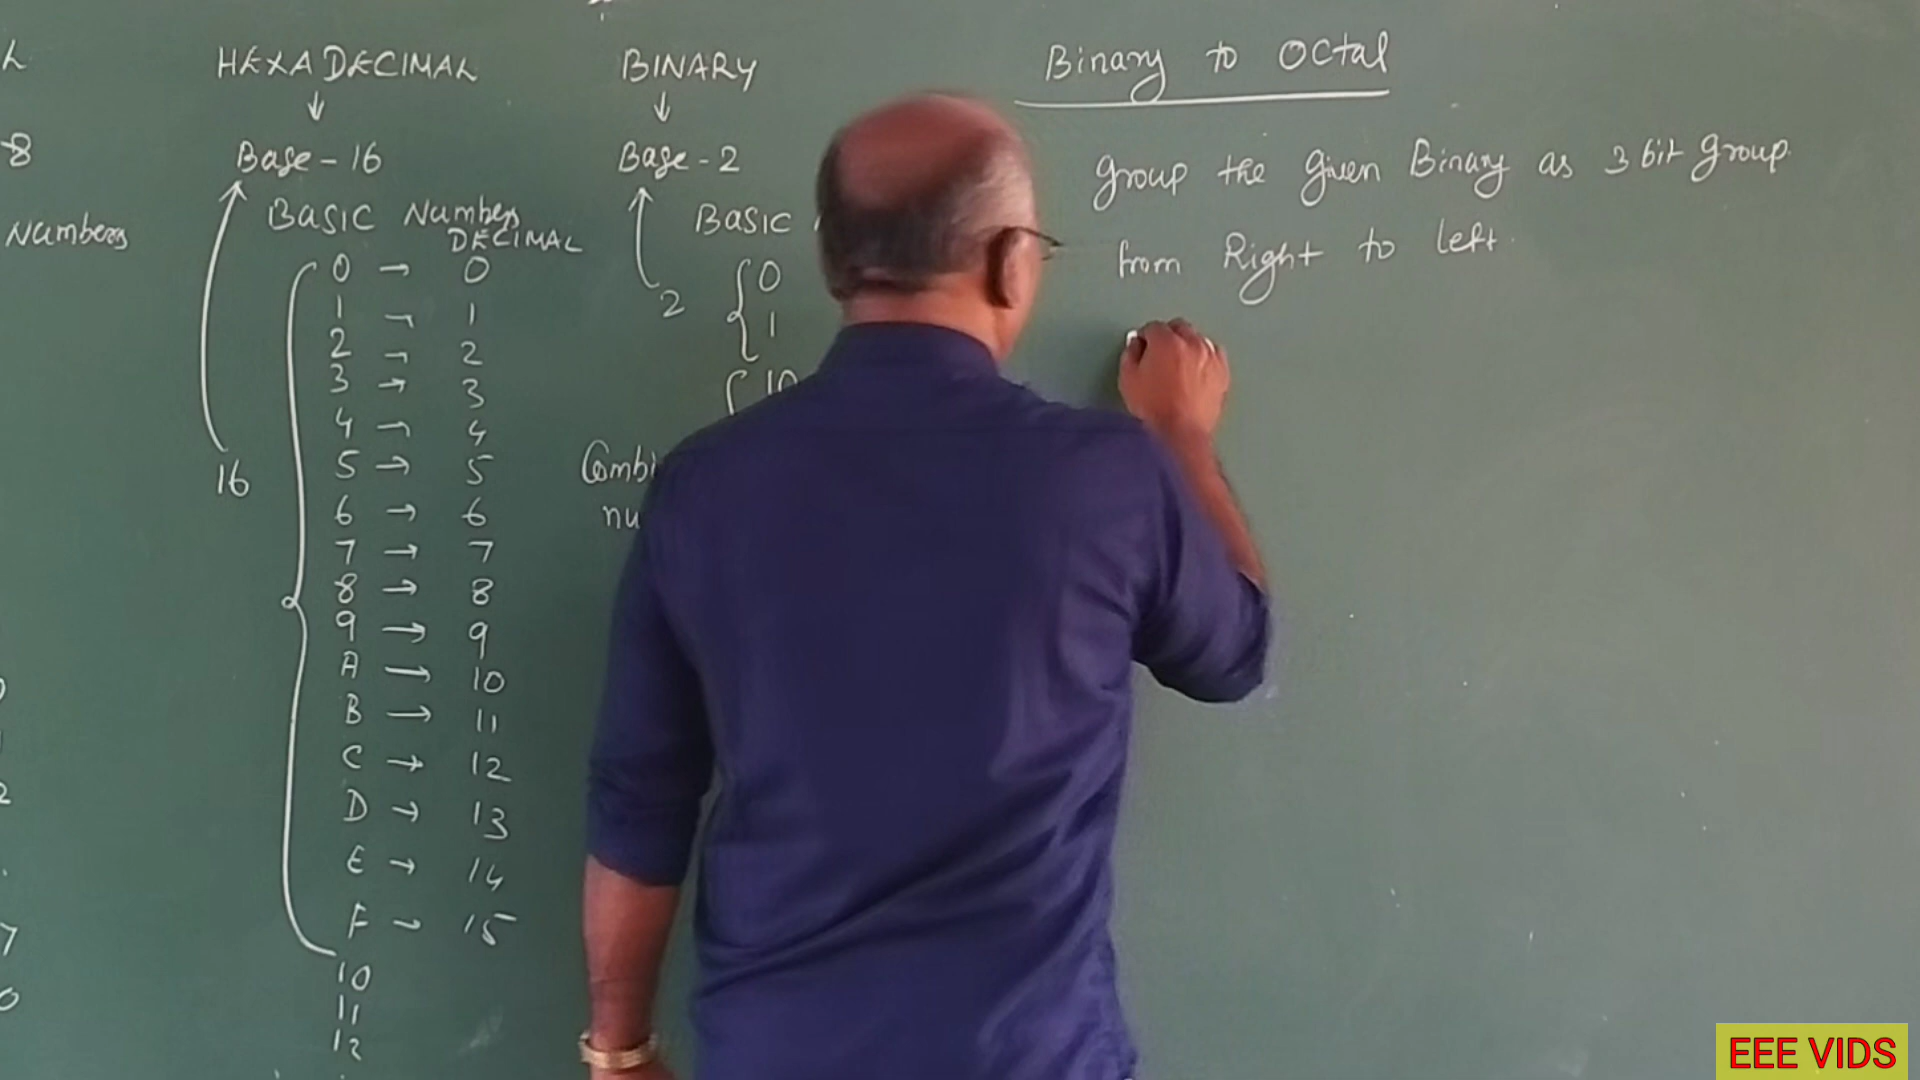 HEXADECIMAL
Base-16
BASIC Numbers
DECIMAL
0 → 0
1 → 1
2 → 2
3 → 3
4 → 4
5 → 5
6 → 6
7 → 7
8 → 8
9 → 9
A → 10
B → 11
C → 12
D → 13
E → 14
F → 15
10
11
12
16
Numbers
8
BINARY
Base-2
BASIC
0
1
10
2
Binary to Octal
Group the given Binary as 3 bit group.
from Right to left.
EEE VIDS